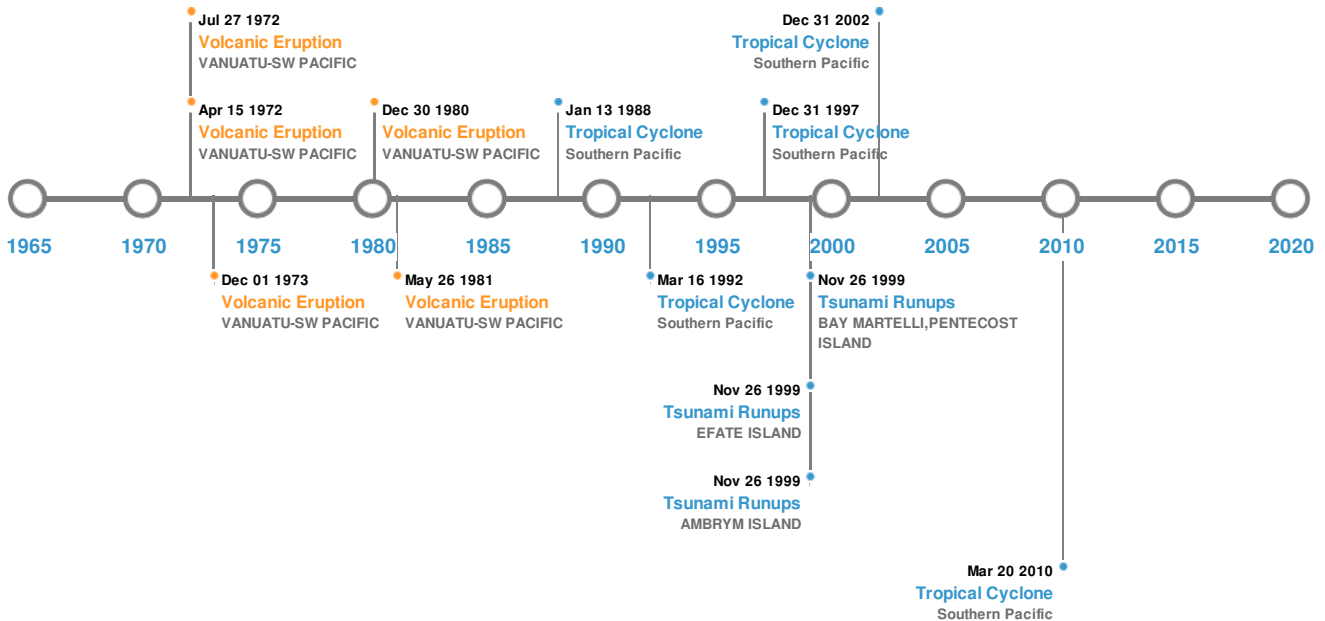 Jul 27 1972
Volcanic Eruption
VANUATU-SW PACIFIC
Dec 31 2002
Tropical Cyclone
Southern Pacific
Apr 15 1972
Volcanic Eruption
VANUATU-SW PACIFIC
Dec 30 1980
Volcanic Eruption
VANUATU-SW PACIFIC
Jan 13 1988
Tropical Cyclone
Southern Pacific
Dec 31 1997
Tropical Cyclone
Southern Pacific
1965 1970 1975 1980 1985 1990 1995 2000 2005 2010 2015 2020
Dec 01 1973
Volcanic Eruption
VANUATU-SW PACIFIC
May 26 1981
Volcanic Eruption
VANUATU-SW PACIFIC
Mar 16 1992
Tropical Cyclone
Southern Pacific
Nov 26 1999
Tsunami Runups
BAY MARTELLI,PENTECOST
ISLAND
Nov 26 1999
Tsunami Runups
EFATE ISLAND
Nov 26 1999
Tsunami Runups
AMBRYM ISLAND
Mar 20 2010
Tropical Cyclone
Southern Pacific